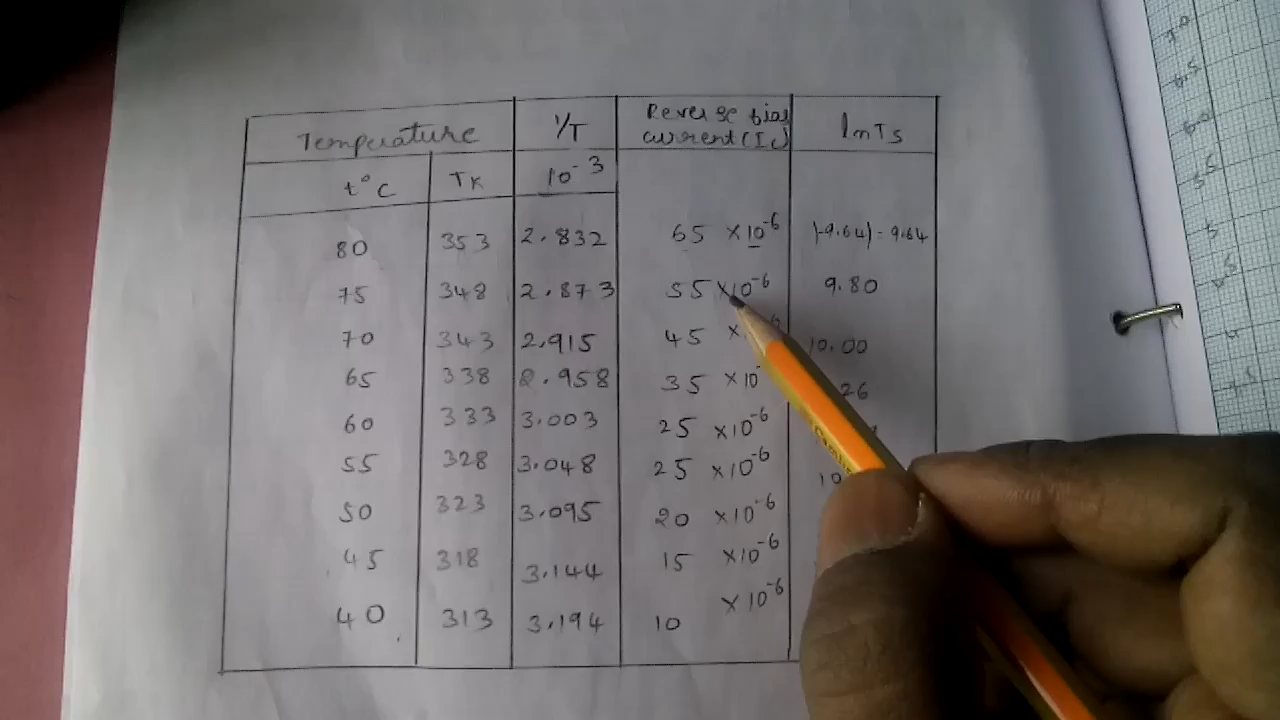 Temperature 1/T Reverse bias current (Is) lnIs
t°C TK 10⁻³
80 353 2.832 65 ×10⁻⁶ |-9.64| = 9.64
75 348 2.873 55 ×10⁻⁶ 9.80
70 343 2.915 45 10.00
65 338 2.958 35 ×10
60 333 3.003 25 ×10⁻⁶
55 328 3.048 25 ×10⁻⁶
50 323 3.095 20 ×10⁻⁶
45 318 3.144 15 ×10⁻⁶
40 313 3.194 10 ×10⁻⁶